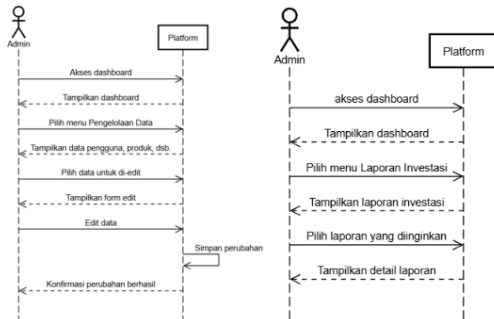 Admin
Platform
Akses dashboard
Tampilkan dashboard
Pilih menu Pengelolaan Data
Tampilkan data pengguna, produk, dsb.
Pilih data untuk di-edit
Tampilkan form edit
Edit data
Simpan perubahan
Konfirmasi perubahan berhasil
Admin
Platform
akses dashboard
Tampilkan dashboard
Pilih menu Laporan Investasi
Tampilkan laporan investasi
Pilih laporan yang diinginkan
Tampilkan detail laporan